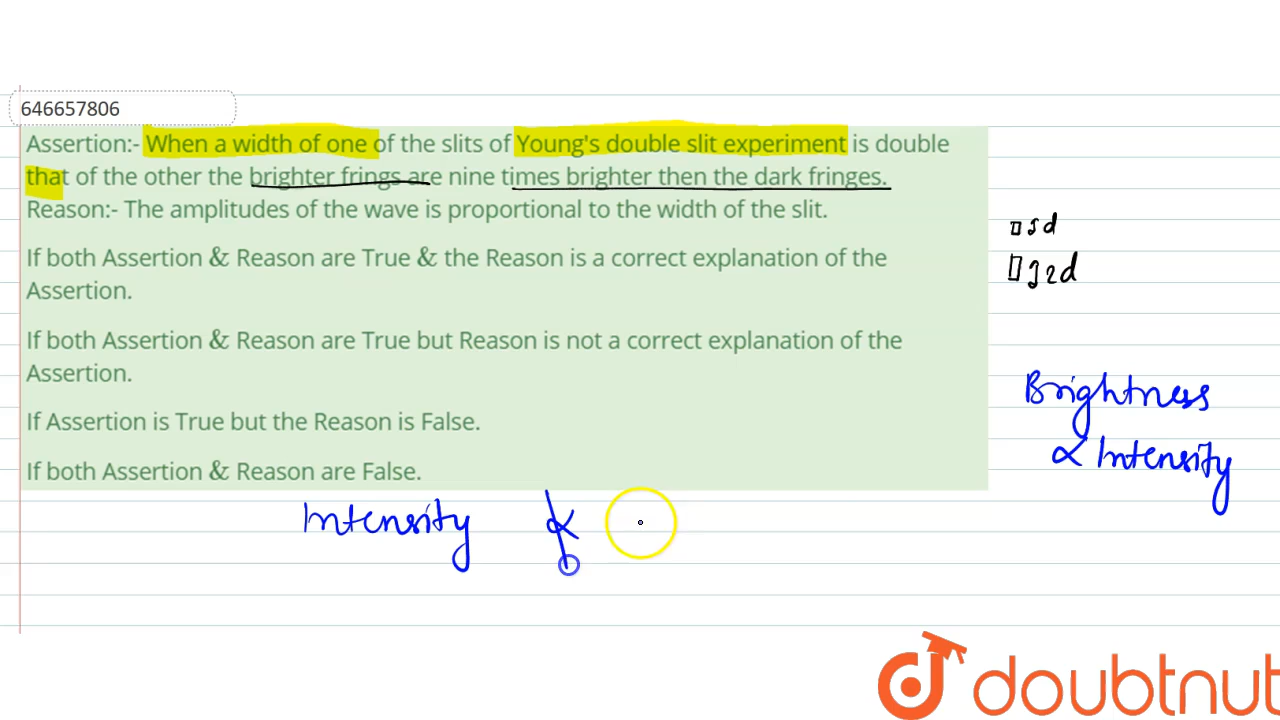 646657806
Assertion:- When a width of one of the slits of Young's double slit experiment is double
that of the other the brighter frings are nine times brighter then the dark fringes.
Reason:- The amplitudes of the wave is proportional to the width of the slit.
If both Assertion & Reason are True & the Reason is a correct explanation of the
Assertion.
If both Assertion & Reason are True but Reason is not a correct explanation of the
Assertion.
If Assertion is True but the Reason is False.
If both Assertion & Reason are False.
d
2d
Brightness
∝ Intensity
Intensity ∝
doubtnut